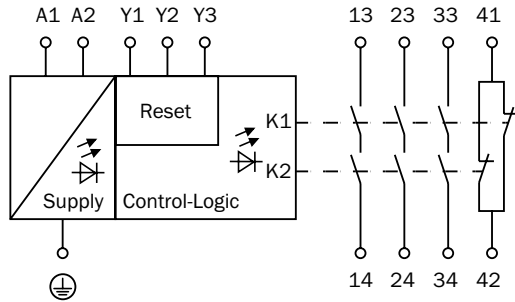 A1 A2 Y1 Y2 Y3 13 23 33 41
Reset
K1
K2
Supply Control-Logic
14 24 34 42